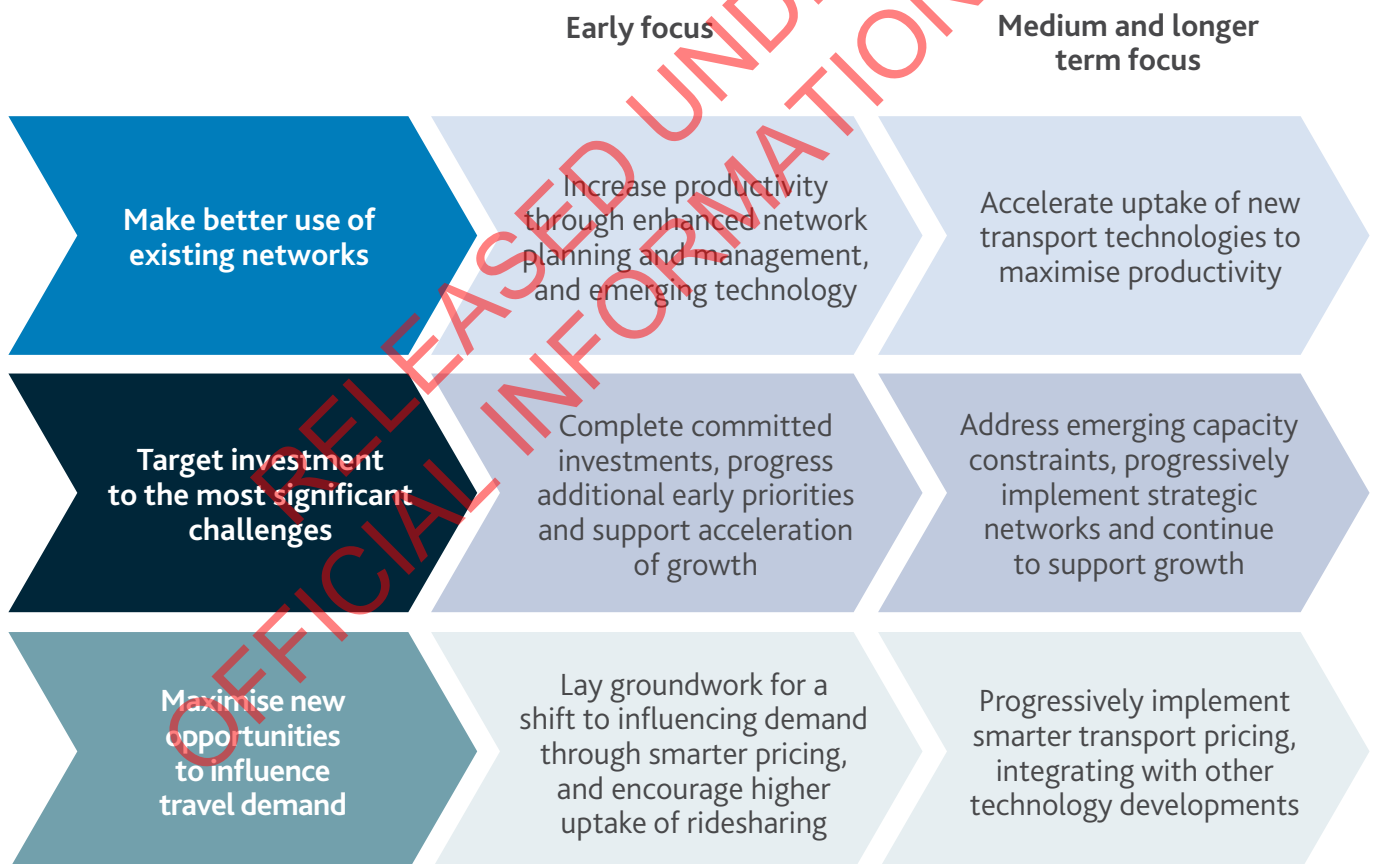 Early focus
Medium and longer
term focus
Make better use of
existing networks
Increase productivity
through enhanced network
planning and management,
and emerging technology
Accelerate uptake of new
transport technologies to
maximise productivity
Target investment
to the most significant
challenges
Complete committed
investments, progress
additional early priorities
and support acceleration
of growth
Address emerging capacity
constraints, progressively
implement strategic
networks and continue
to support growth
Maximise new
opportunities
to influence
travel demand
Lay groundwork for a
shift to influencing demand
through smarter pricing,
and encourage higher
uptake of ridesharing
Progressively implement
smarter transport pricing,
integrating with other
technology developments
RELEASED
OFFICIAL INFORMATION